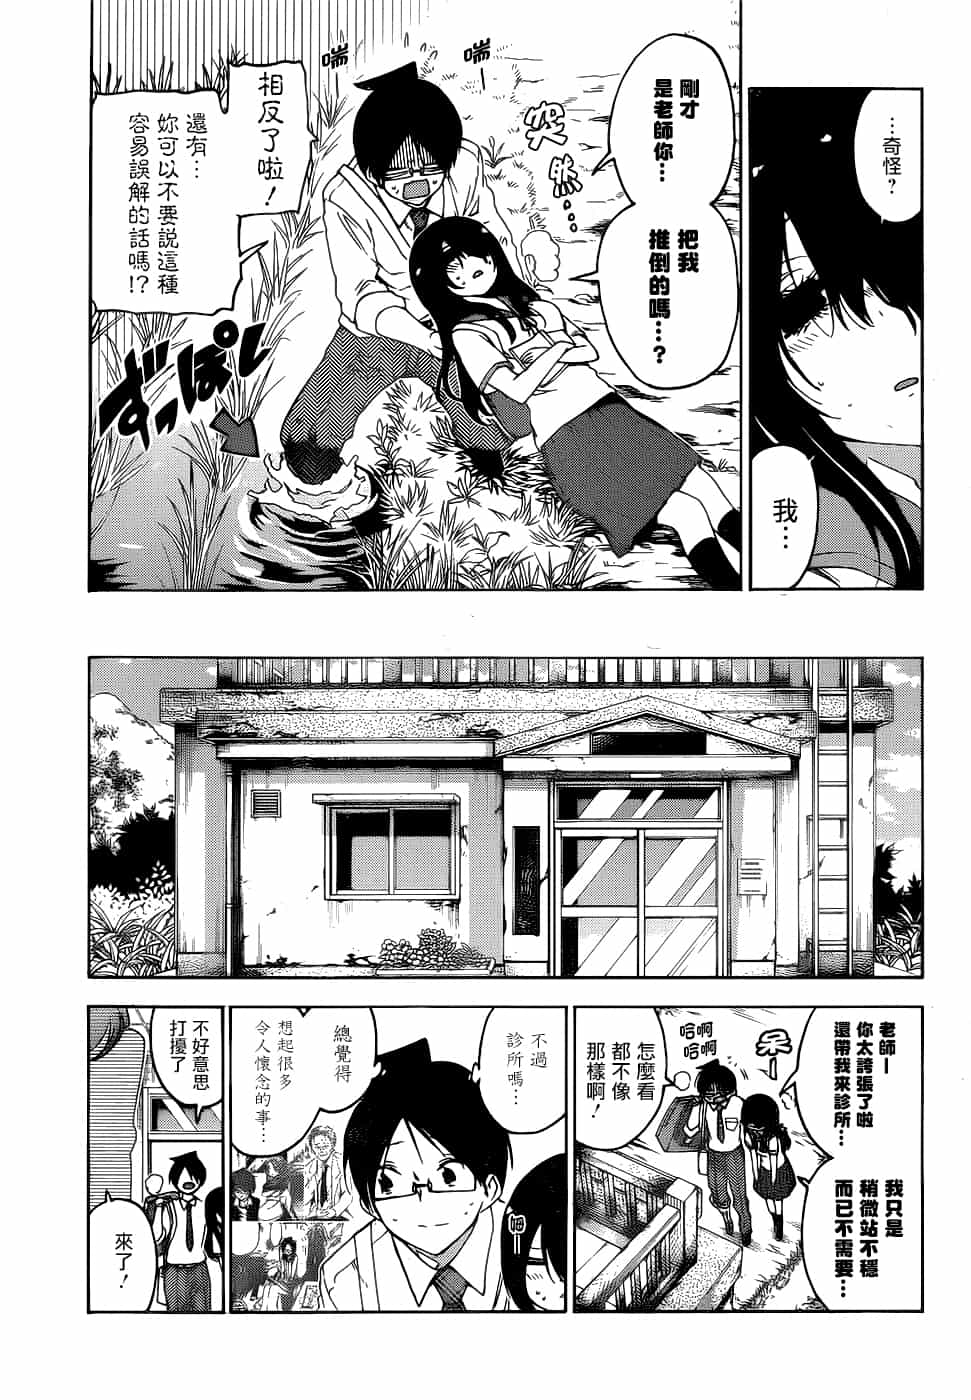 …奇怪?
我…
剛才
是老師你…
把我
推倒的嗎…?
突然…
喘—
喘—
相反了啦!
還有…
妳可以不要說這種
容易誤解的話嗎!?
ずっぽし
老師—
你太誇張了啦
還帶我來診所…
我只是
稍微站不穩
而已不需要…
呆—
啊啊
哈哈
怎麼看
都不像
那樣啊!
不過
診所嗎…
總覺得
想起很多
令人懷念的事…
不好意思
打擾了
來了!